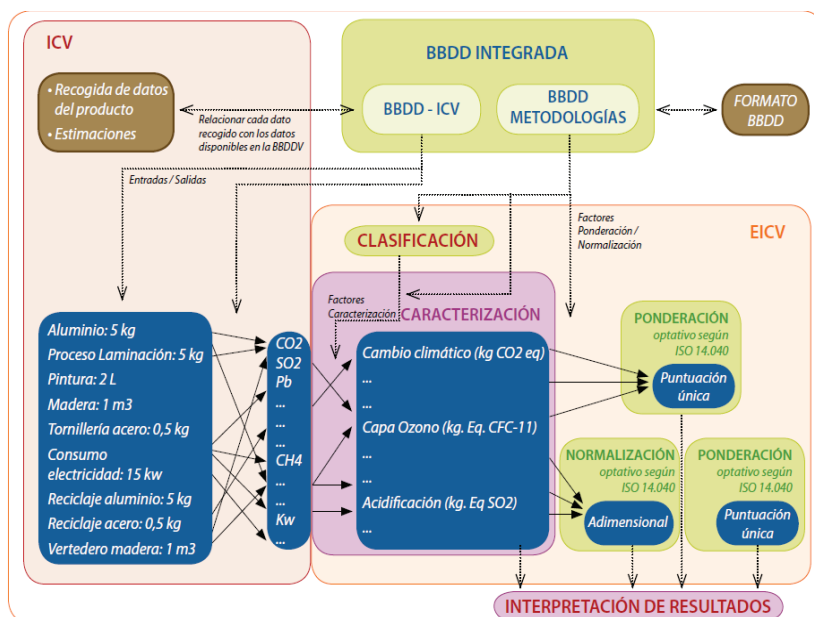 ICV
• Recogida de datos
del producto
• Estimaciones
Relacionar cada dato
recogido con los datos
disponibles en la BBDDV
BBDD INTEGRADA
BBDD - ICV
BBDD
METODOLOGÍAS
FORMATO
BBDD
Entradas / Salidas
EICV
CLASIFICACIÓN
Factores
Ponderación /
Normalización
Factores
Caracterización
CARACTERIZACIÓN
Aluminio: 5 kg
Proceso Laminación: 5 kg
Pintura: 2 L
Madera: 1 m3
Tornillería acero: 0,5 kg
Consumo
electricidad: 15 kw
Reciclaje aluminio: 5 kg
Reciclaje acero: 0,5 kg
Vertedero madera: 1 m3
CO2
SO2
Pb
...
...
...
CH4
...
...
Kw
...
Cambio climático (kg CO2 eq)
...
...
Capa Ozono (kg. Eq. CFC-11)
...
...
Acidificación (kg. Eq SO2)
...
PONDERACIÓN
optativo según
ISO 14.040
Puntuación
única
NORMALIZACIÓN
optativo según
ISO 14.040
Adimensional
PONDERACIÓN
optativo según
ISO 14.040
Puntuación
única
INTERPRETACIÓN DE RESULTADOS